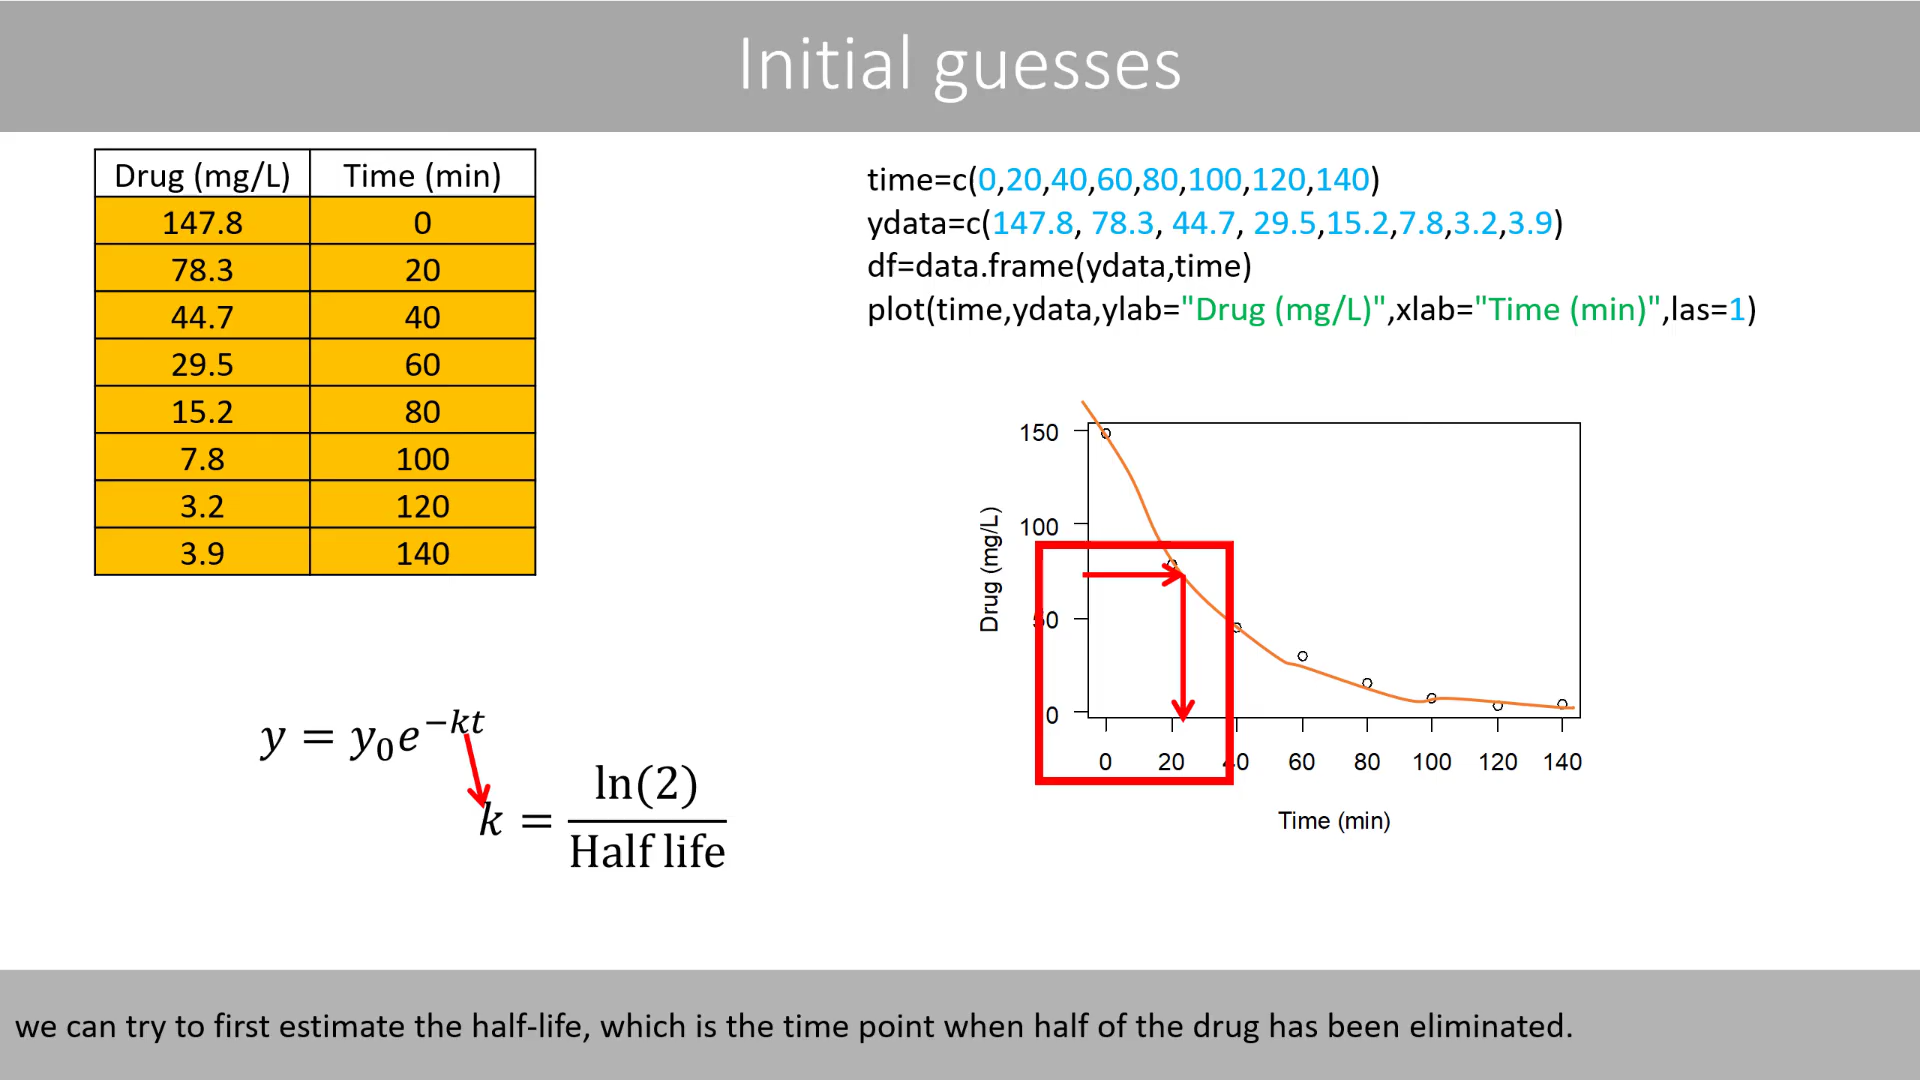 Initial guesses
Drug (mg/L) Time (min)
147.8 0
78.3 20
44.7 40
29.5 60
15.2 80
7.8 100
3.2 120
3.9 140
time=c(0,20,40,60,80,100,120,140)
ydata=c(147.8, 78.3, 44.7, 29.5,15.2,7.8,3.2,3.9)
df=data.frame(ydata,time)
plot(time,ydata,ylab="Drug (mg/L)",xlab="Time (min)",las=1)
150
100
50
0
Drug (mg/L)
0 20 40 60 80 100 120 140
Time (min)
y = y₀e^{−kt}
k = ln(2) / Half life
we can try to first estimate the half-life, which is the time point when half of the drug has been eliminated.